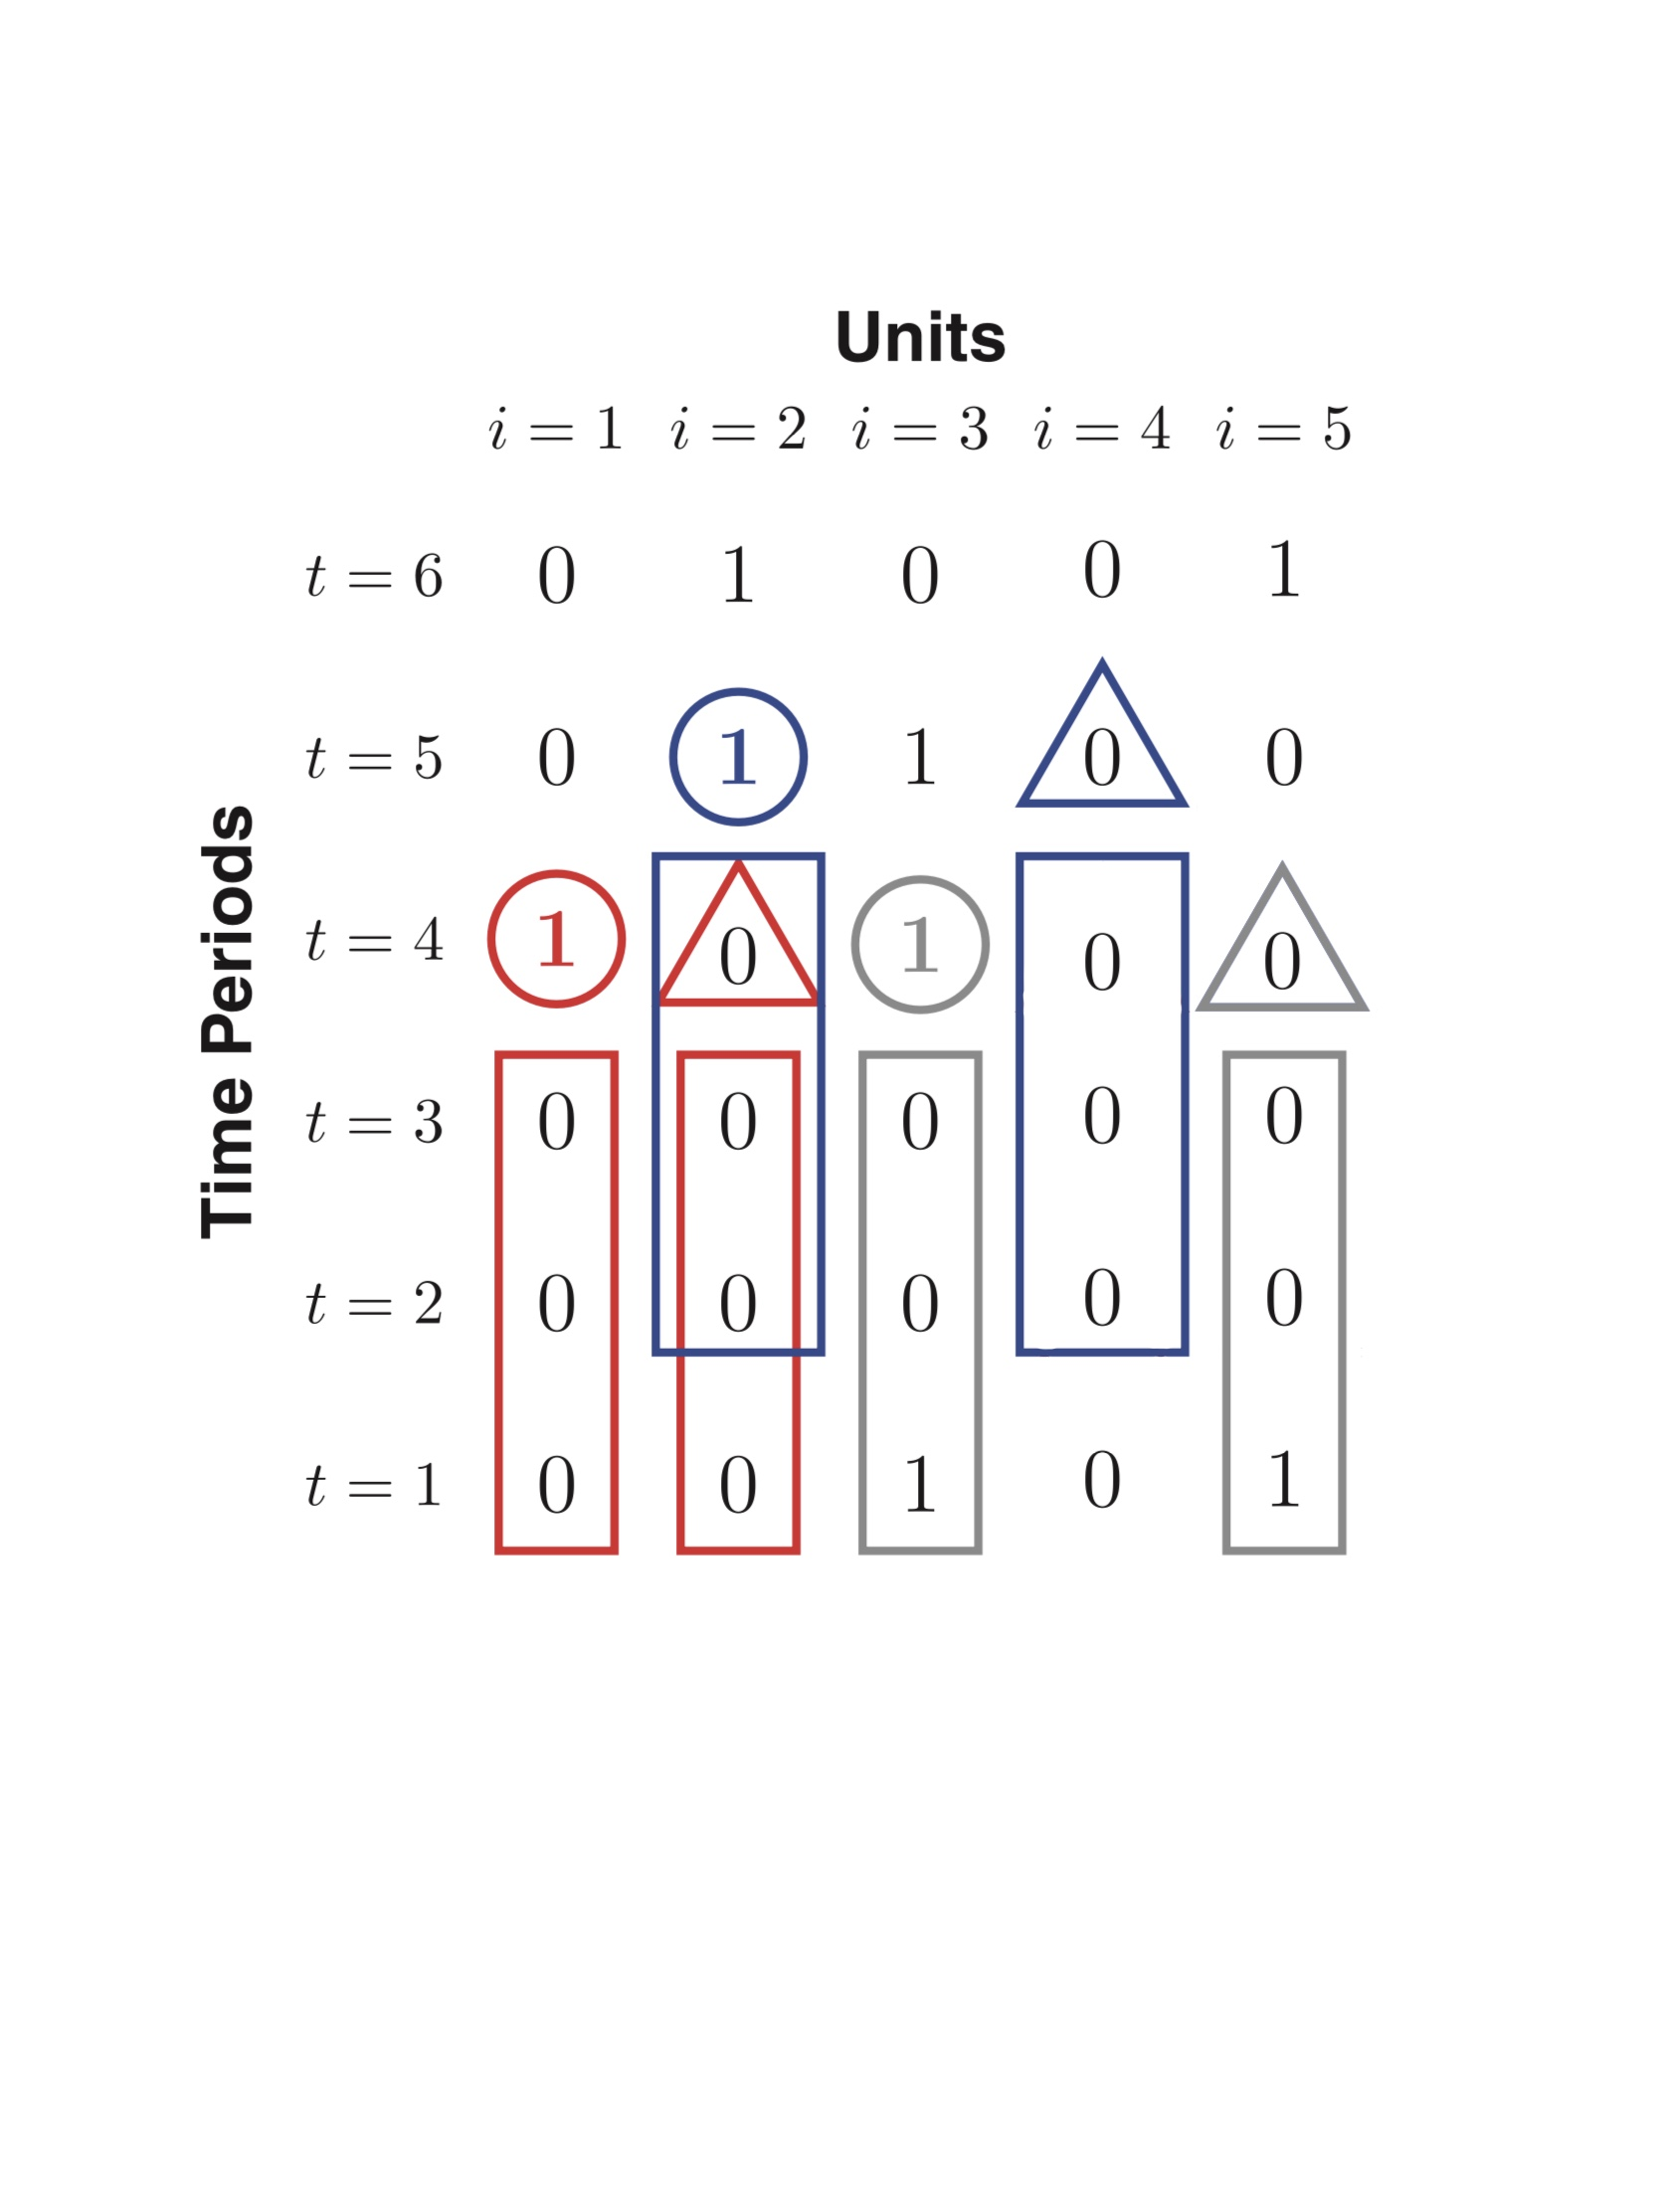 Units
i = 1 i = 2 i = 3 i = 4 i = 5
t = 6 0 1 0 0 1
t = 5 0 1 1 0 0
Time Periods
t = 4 1 0 1 0 0
t = 3 0 0 0 0 0
t = 2 0 0 0 0 0
t = 1 0 0 1 0 1